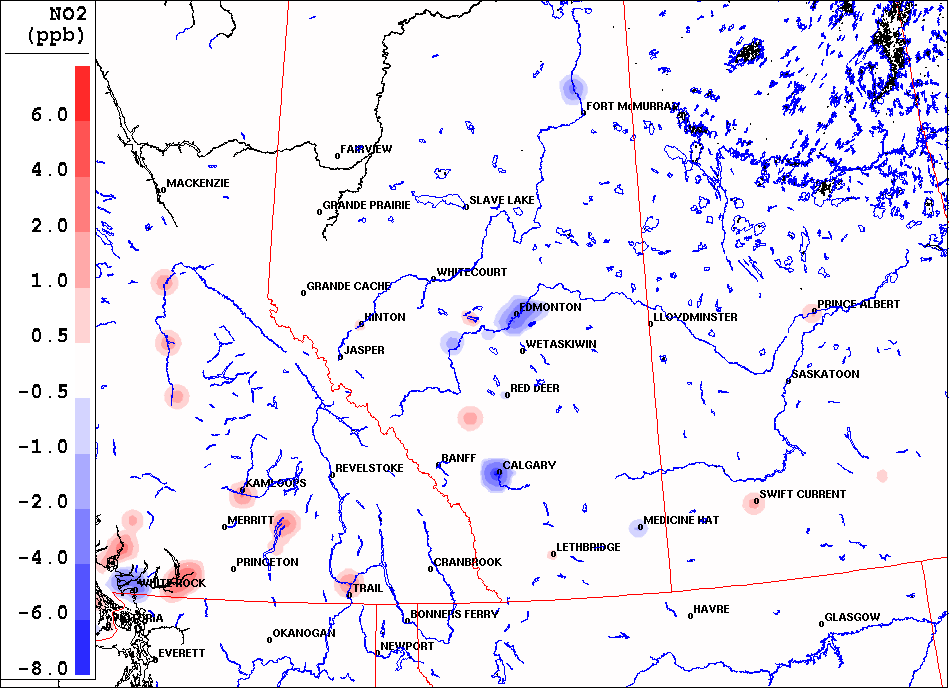 NO2
(ppb)
6.0
4.0
2.0
1.0
0.5
-0.5
-1.0
-2.0
-4.0
-6.0
-8.0
FORT McMURRAY
FAIRVIEW
MACKENZIE
SLAVE LAKE
GRANDE PRAIRIE
WHITECOURT
GRANDE CACHE
EDMONTON
PRINCE ALBERT
HINTON
LLOYDMINSTER
WETASKIWIN
JASPER
SASKATOON
RED DEER
BANFF
CALGARY
REVELSTOKE
KAMLOOPS
SWIFT CURRENT
MERRITT
MEDICINE HAT
LETHBRIDGE
PRINCETON
CRANBROOK
WHITE ROCK
TRAIL
HAVRE
BONNERS FERRY
GLASGOW
OKANOGAN
NEWPORT
EVERETT